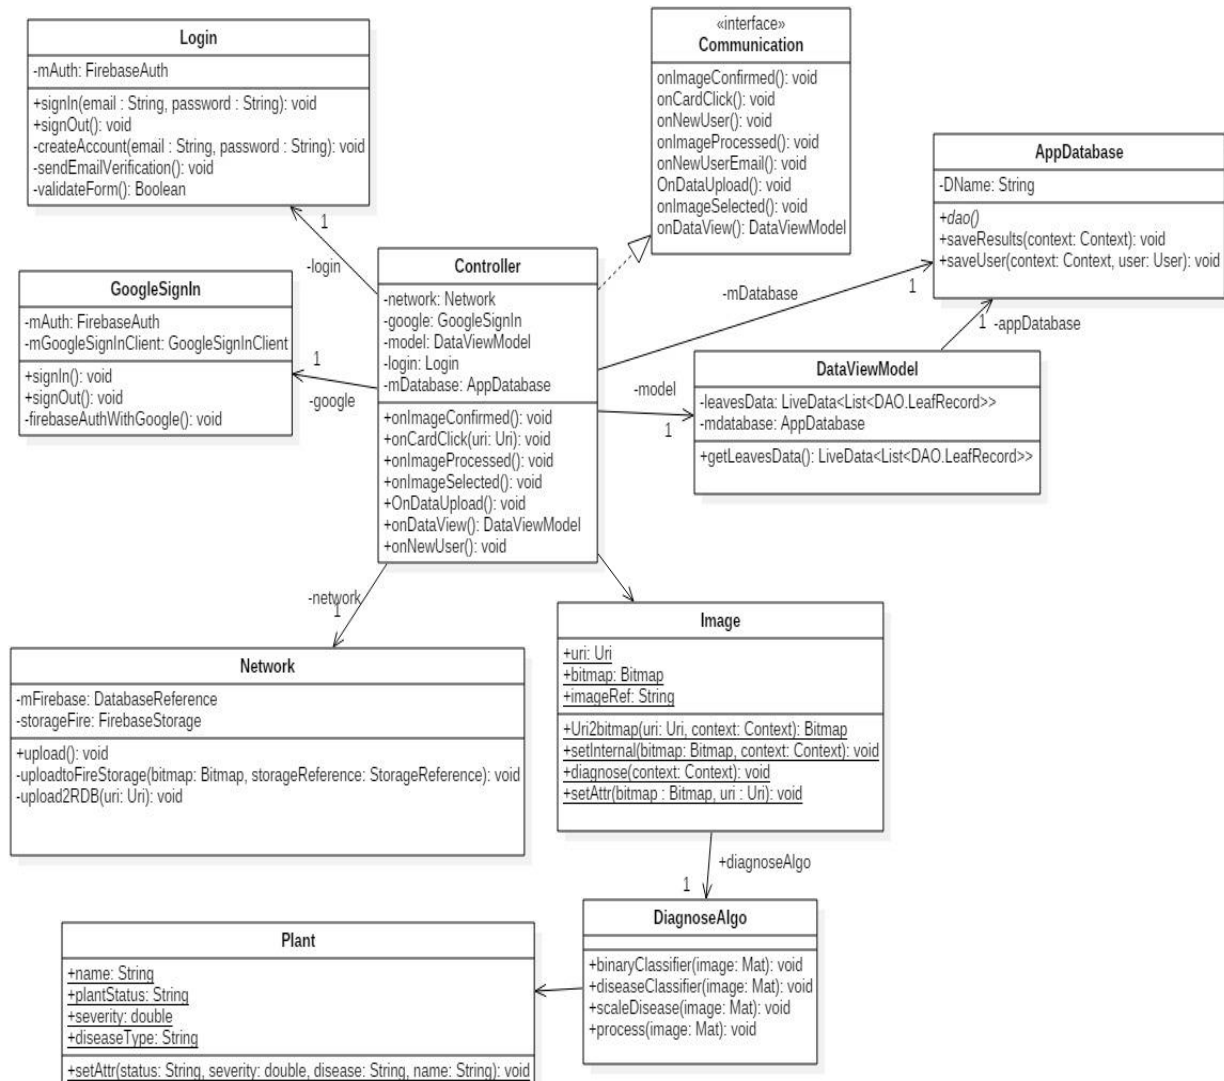 Login
-mAuth: FirebaseAuth
+signIn(email : String, password : String): void
+signOut(): void
-createAccount(email : String, password : String): void
-sendEmailVerification(): void
-validateForm(): Boolean
«interface»
Communication
onImageConfirmed(): void
onCardClick(): void
onNewUser(): void
onImageProcessed(): void
onNewUserEmail(): void
OnDataUpload(): void
onImageSelected(): void
onDataView(): DataViewModel
AppDatabase
-DName: String
+dao()
+saveResults(context: Context): void
+saveUser(context: Context, user: User): void
1
-login
GoogleSignIn
-mAuth: FirebaseAuth
-mGoogleSignInClient: GoogleSignInClient
+signIn(): void
+signOut(): void
-firebaseAuthWithGoogle(): void
1
-google
Controller
-network: Network
-google: GoogleSignIn
-model: DataViewModel
-login: Login
-mDatabase: AppDatabase
+onImageConfirmed(): void
+onCardClick(uri: Uri): void
+onImageProcessed(): void
+onImageSelected(): void
+OnDataUpload(): void
+onDataView(): DataViewModel
+onNewUser(): void
-mDatabase
1
1
-appDatabase
-model
1
DataViewModel
-leavesData: LiveData<List<DAO.LeafRecord>>
-mdatabase: AppDatabase
+getLeavesData(): LiveData<List<DAO.LeafRecord>>
-network
1
Network
-mFirebase: DatabaseReference
-storageFire: FirebaseStorage
+upload(): void
-uploadtoFireStorage(bitmap: Bitmap, storageReference: StorageReference): void
-upload2RDB(uri: Uri): void
Image
+uri: Uri
+bitmap: Bitmap
+imageRef: String
+Uri2bitmap(uri: Uri, context: Context): Bitmap
+setInternal(bitmap: Bitmap, context: Context): void
+diagnose(context: Context): void
+setAttr(bitmap : Bitmap, uri : Uri): void
+diagnoseAlgo
1
DiagnoseAlgo
+binaryClassifier(image: Mat): void
+diseaseClassifier(image: Mat): void
+scaleDisease(image: Mat): void
+process(image: Mat): void
Plant
+name: String
+plantStatus: String
+severity: double
+diseaseType: String
+setAttr(status: String, severity: double, disease: String, name: String): void